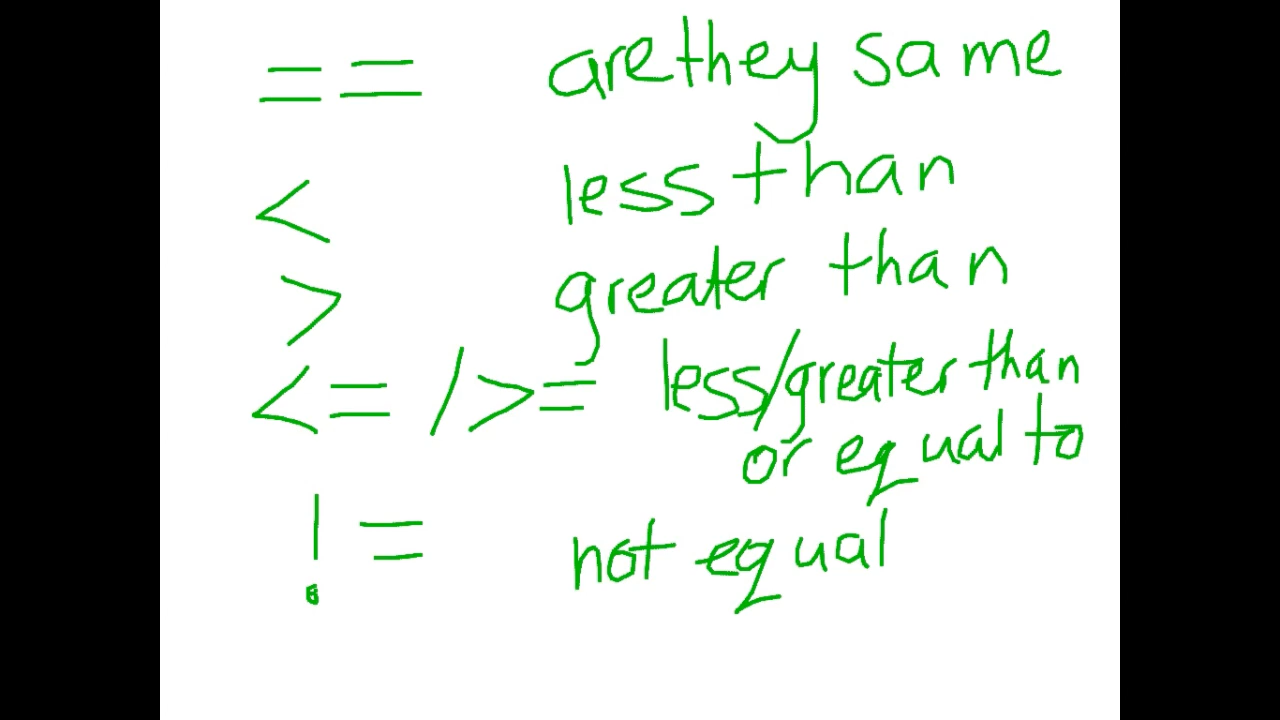 == are they same
< less than
> greater than
<= / >= less/greater than
or equal to
!= not equal